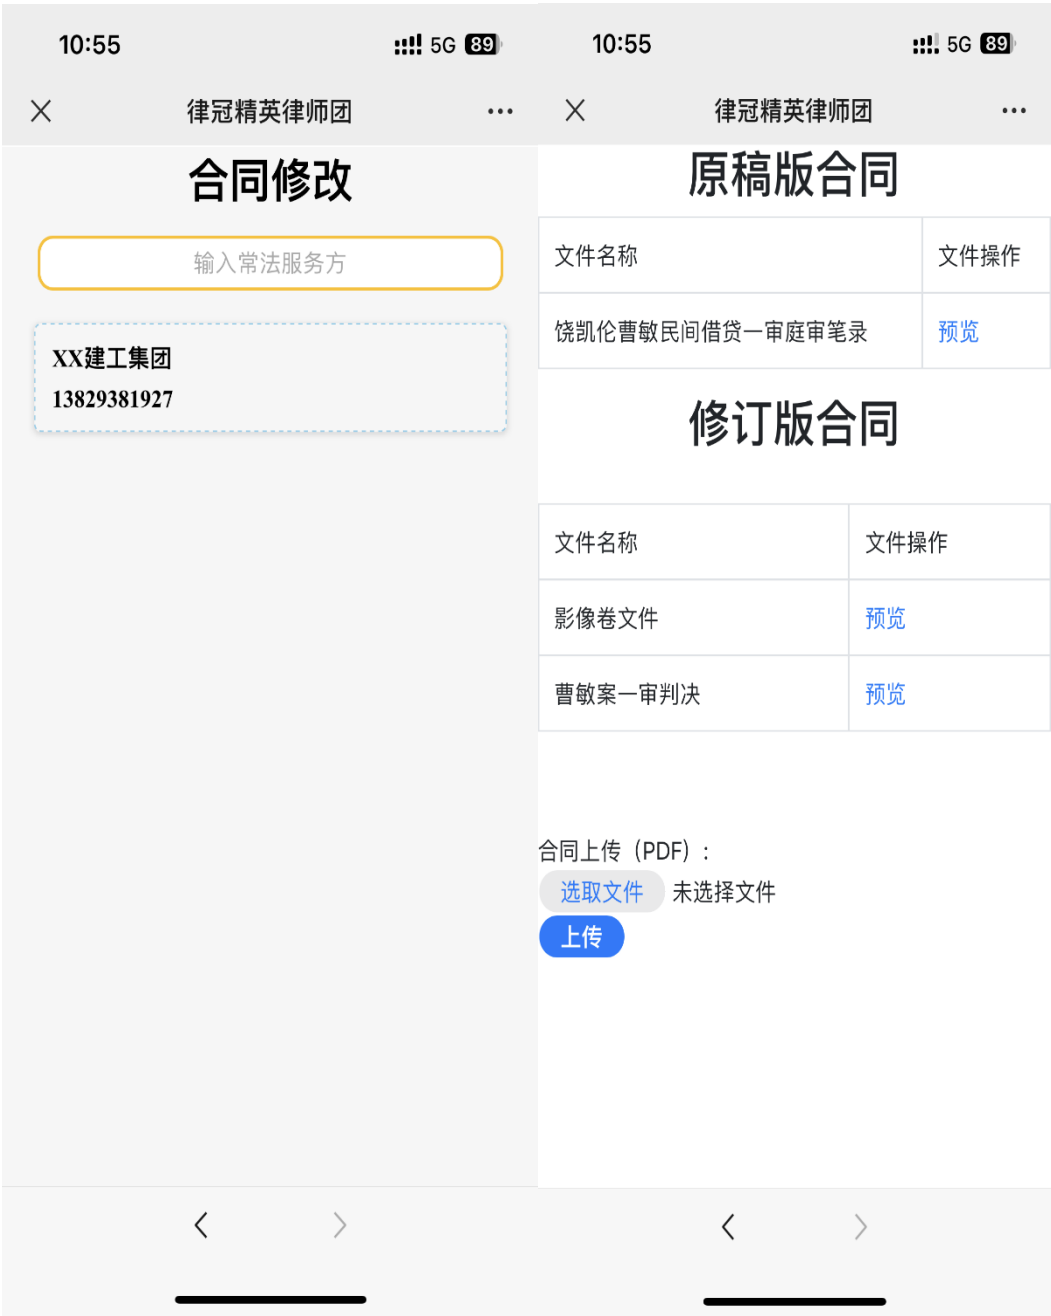 10:55
5G 89
律冠精英律师团
合同修改
输入常法服务方
XX建工集团
13829381927
10:55
5G 89
律冠精英律师团
原稿版合同
文件名称 文件操作
饶凯伦曹敏民间借贷一审庭审笔录 预览
修订版合同
文件名称 文件操作
影像卷文件 预览
曹敏案一审判决 预览
合同上传（PDF）:
选取文件 未选择文件
上传